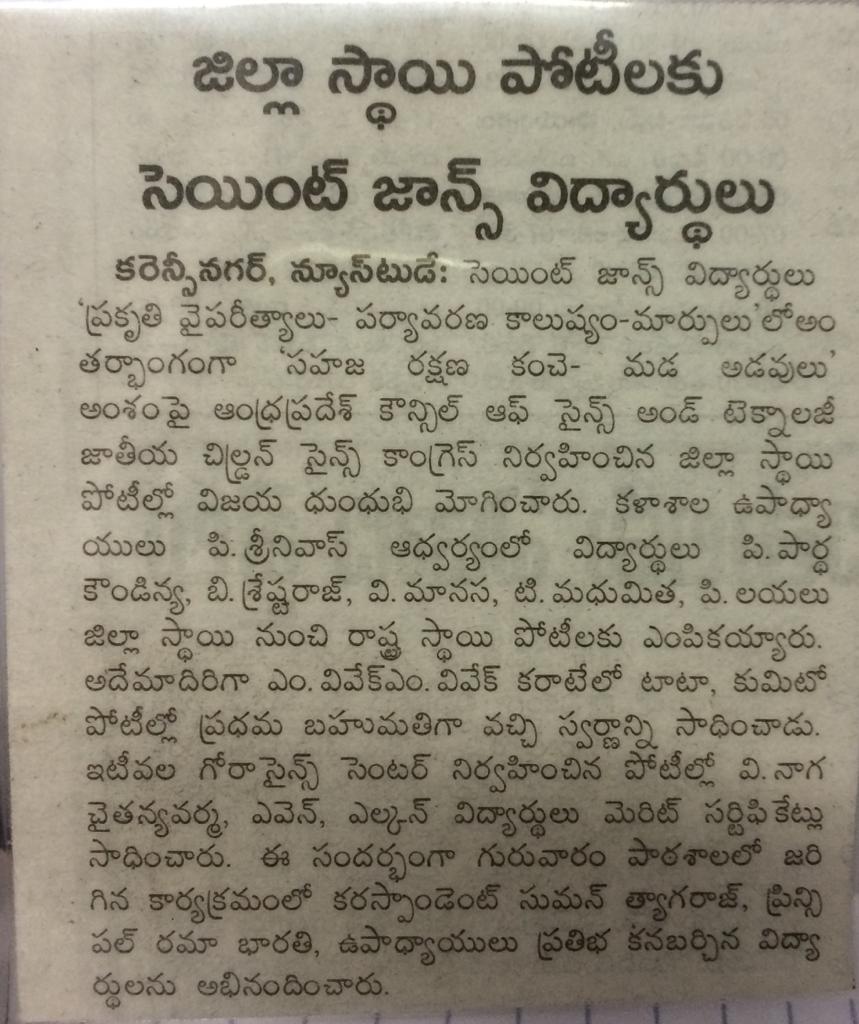 జిల్లా స్థాయి పోటీలకు
సెయింట్ జాన్స్ విద్యార్థులు
కరెన్సీనగర్, న్యూస్‌టుడే: సెయింట్ జాన్స్ విద్యార్థులు
'ప్రకృతి వైపరీత్యాలు- పర్యావరణ కాలుష్యం-మార్పులు'లోఅం
తర్భాంగంగా 'సహజ రక్షణ కంచె- మడ అడవులు'
అంశంపై ఆంధ్రప్రదేశ్ కౌన్సిల్ ఆఫ్ సైన్స్ అండ్ టెక్నాలజీ
జాతీయ చిల్డ్రన్ సైన్స్ కాంగ్రెస్ నిర్వహించిన జిల్లా స్థాయి
పోటీల్లో విజయ ధుంధుభి మోగించారు. కళాశాల ఉపాధ్యా
యులు పి. శ్రీనివాస్ ఆధ్వర్యంలో విద్యార్థులు పి. పార్థ
కౌండిన్య, బి. శ్రేష్టరాజ్, వి. మానస, టి. మధుమిత, పి. లయలు
జిల్లా స్థాయి నుంచి రాష్ట్ర స్థాయి పోటీలకు ఎంపికయ్యారు.
అదేమాదిరిగా ఎం. వివేక్ఎం. వివేక్ కరాటేలో టాటా, కుమిటో
పోటీల్లో ప్రథమ బహుమతిగా వచ్చి స్వర్ణాన్ని సాధించాడు.
ఇటీవల గోరా సైన్స్ సెంటర్ నిర్వహించిన పోటీల్లో వి. నాగ
చైతన్యవర్మ, ఎవెన్, ఎల్కన్ విద్యార్థులు మెరిట్ సర్టిఫి కేట్లు
సాధించారు. ఈ సందర్భంగా గురువారం పాఠశాలలో జరి
గిన కార్యక్రమంలో కరస్పాండెంట్ సుమన్ త్యాగరాజ్, ప్రిన్సి
పల్ రమా భారతి, ఉపాధ్యాయులు ప్రతిభ కనబర్చిన విద్యా
ర్థులను అభినందించారు.